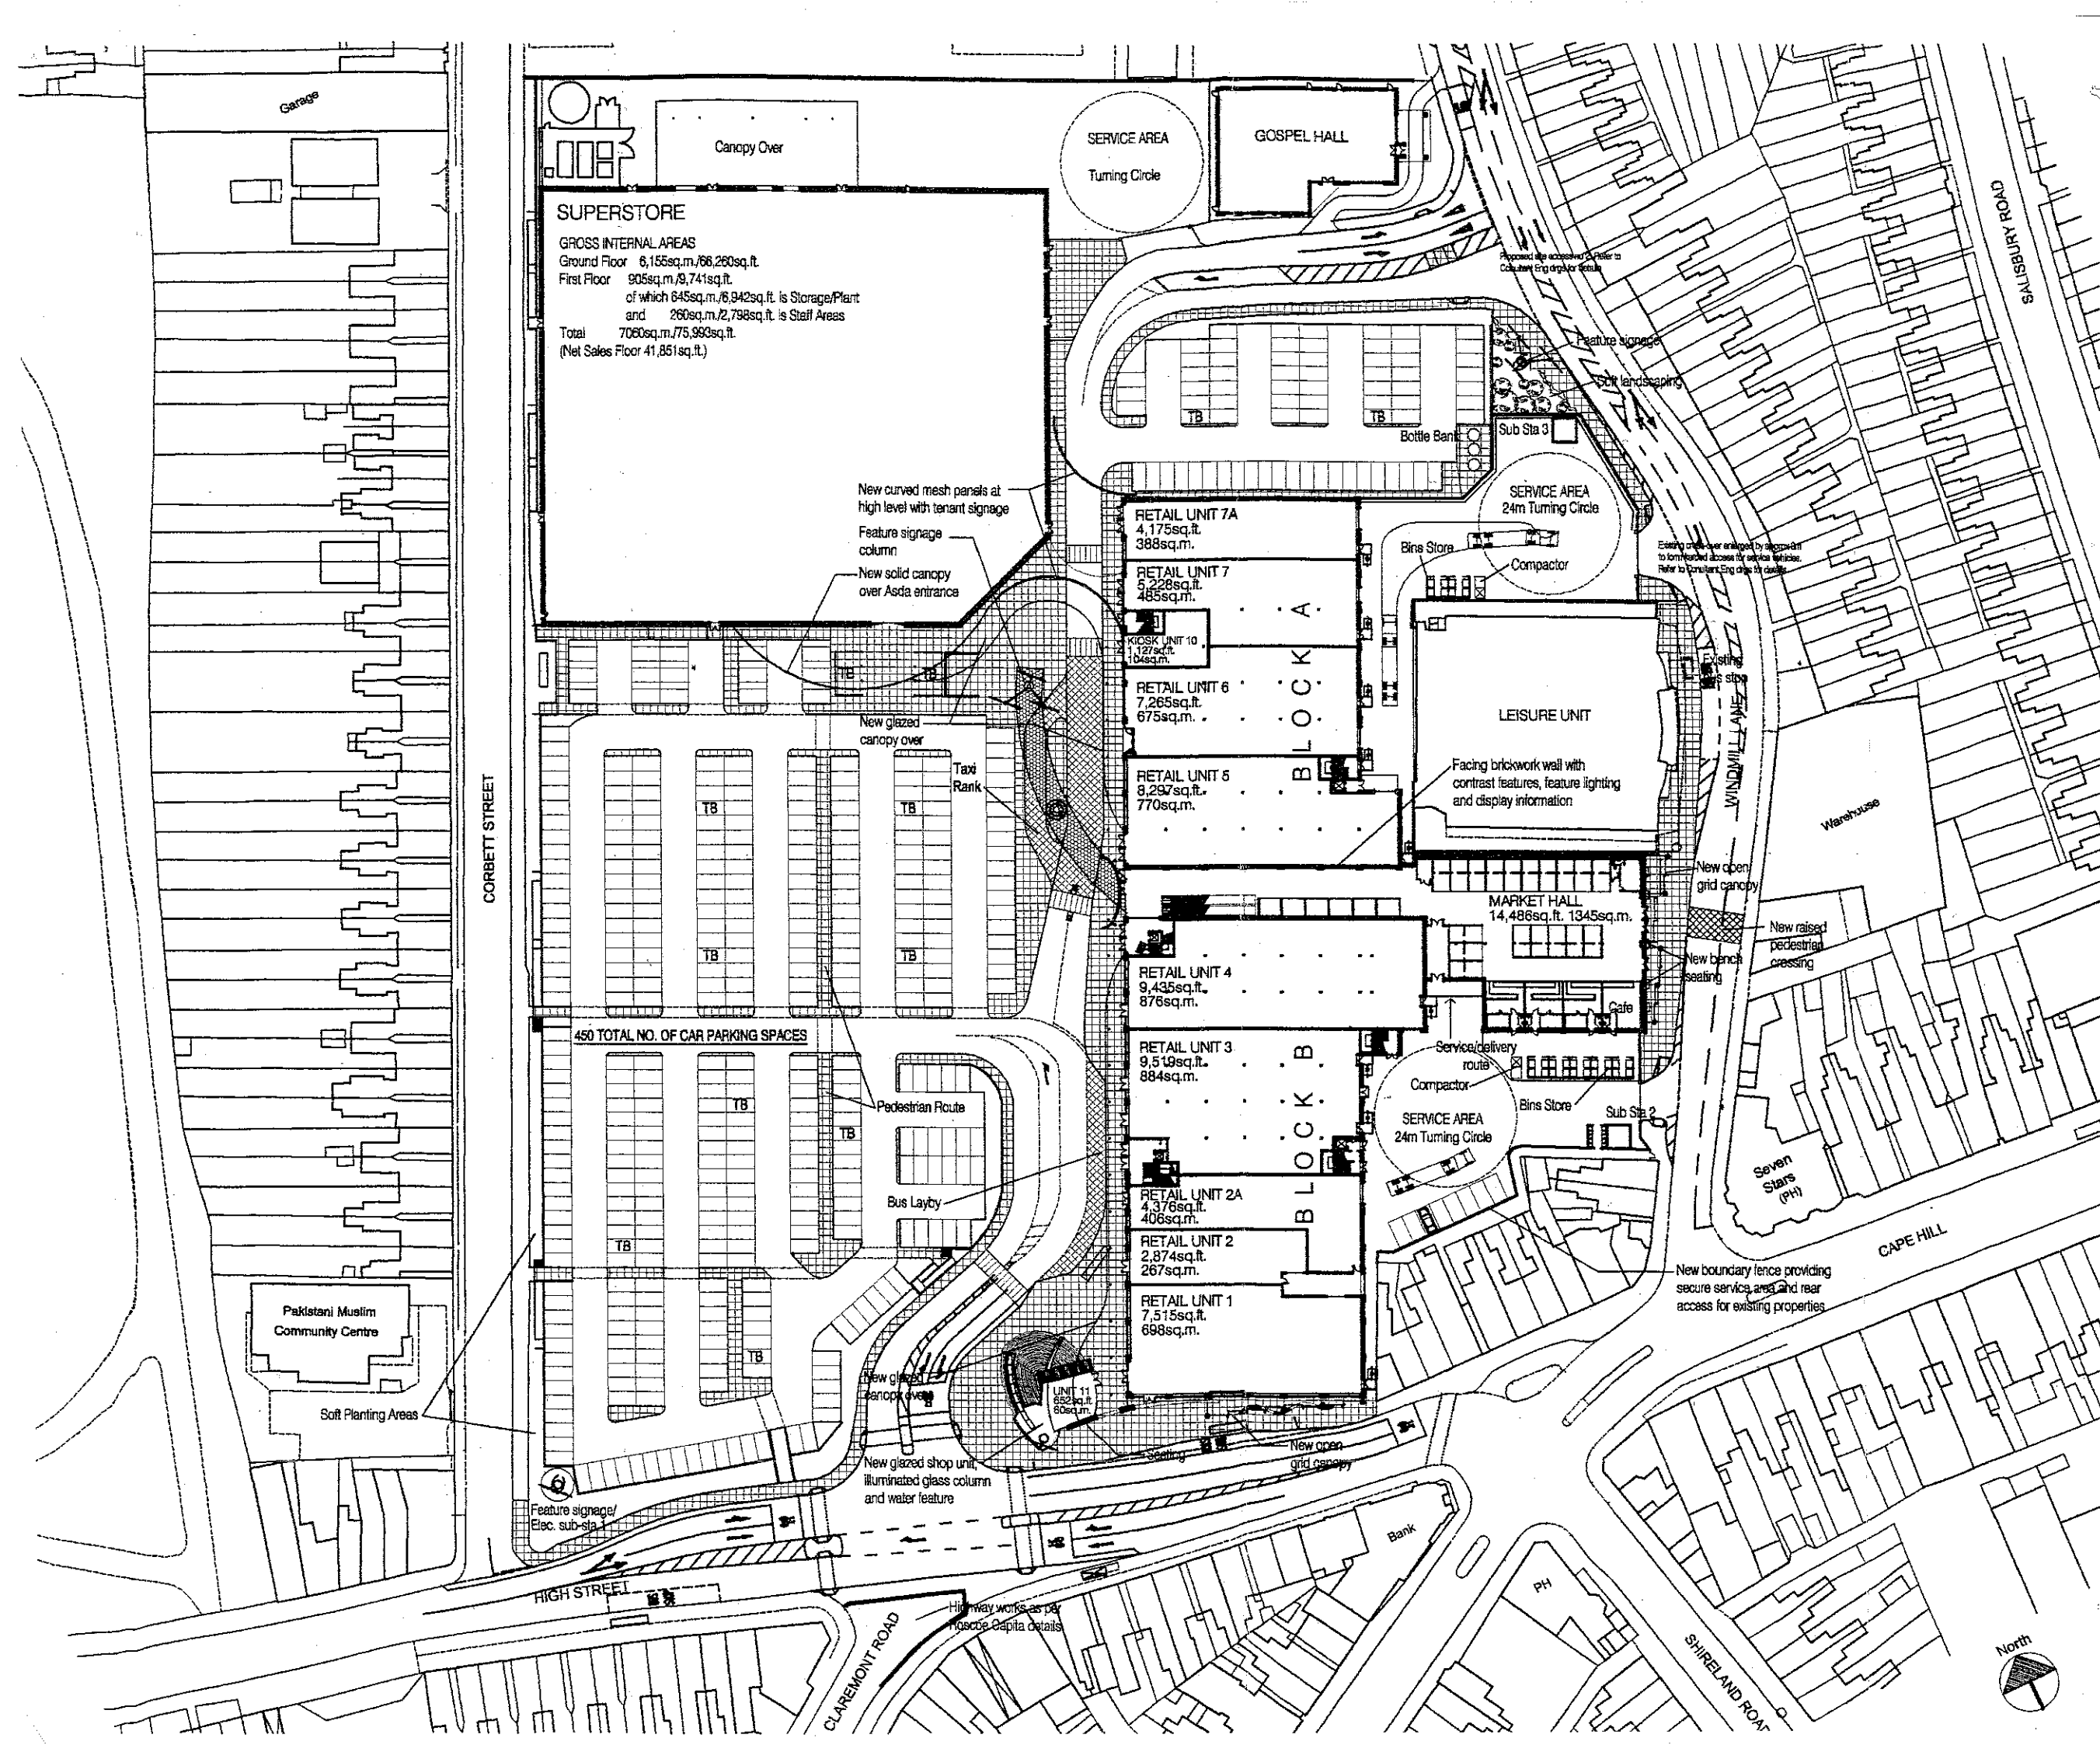 Garage
Canopy Over
SERVICE AREA
Turning Circle
GOSPEL HALL
SALISBURY ROAD
SUPERSTORE
GROSS INTERNAL AREAS
Ground Floor 6,155sq.m./66,260sq.ft.
First Floor 905sq.m./9,741sq.ft.
of which 645sq.m./6,942sq.ft. is Storage/Plant
and 260sq.m./2,798sq.ft. is Staff Areas
Total 7060sq.m./75,993sq.ft.
(Net Sales Floor 41,851sq.ft.)
Feature signage
Soft landscaping
TB
TB
Bottle Bank
Sub Sta 3
SERVICE AREA
24m Turning Circle
New curved mesh panels at
high level with tenant signage
Feature signage
column
New solid canopy
over Asda entrance
RETAIL UNIT 7A
4,175sq.ft.
388sq.m.
Bins Store
Compactor
RETAIL UNIT 7
5,228sq.ft.
485sq.m.
KIOSK UNIT 10
1,127sq.ft.
104sq.m.
RETAIL UNIT 6
7,265sq.ft.
675sq.m.
BLOCK A
LEISURE UNIT
Existing
stop
WINDMILL LANE
TB
TB
New glazed
canopy over
Taxi
Rank
RETAIL UNIT 5
8,297sq.ft.
770sq.m.
Facing brickwork wall with
contrast features, feature lighting
and display information
Warehouse
CORBETT STREET
TB
TB
New open
grid canopy
MARKET HALL
14,486sq.ft. 1345sq.m.
New raised
pedestrian
crossing
New bench
seating
TB
TB
RETAIL UNIT 4
9,435sq.ft.
876sq.m.
Cafe
450 TOTAL NO. OF CAR PARKING SPACES
RETAIL UNIT 3
9,519sq.ft.
884sq.m.
Service/delivery
route
Compactor
Bins Store
Sub Sta 2
SERVICE AREA
24m Turning Circle
TB
Pedestrian Route
TB
BLOCK B
Seven
Stars
(PH)
Bus Layby
RETAIL UNIT 2A
4,376sq.ft.
406sq.m.
RETAIL UNIT 2
2,874sq.ft.
267sq.m.
TB
CAPE HILL
New boundary fence providing
secure service area and rear
access for existing properties
Pakistani Muslim
Community Centre
RETAIL UNIT 1
7,515sq.ft.
698sq.m.
TB
New glazed
canopy over
UNIT 11
652sq.ft.
60sq.m.
Soft Planting Areas
Seating
New open
grid canopy
New glazed shop unit,
illuminated glass column
and water feature
Feature signage/
Elec. sub-sta 1
Bank
HIGH STREET
PH
Highway works as per
Roscoe Capita details
CLAREMONT ROAD
SHIRELAND ROAD
North